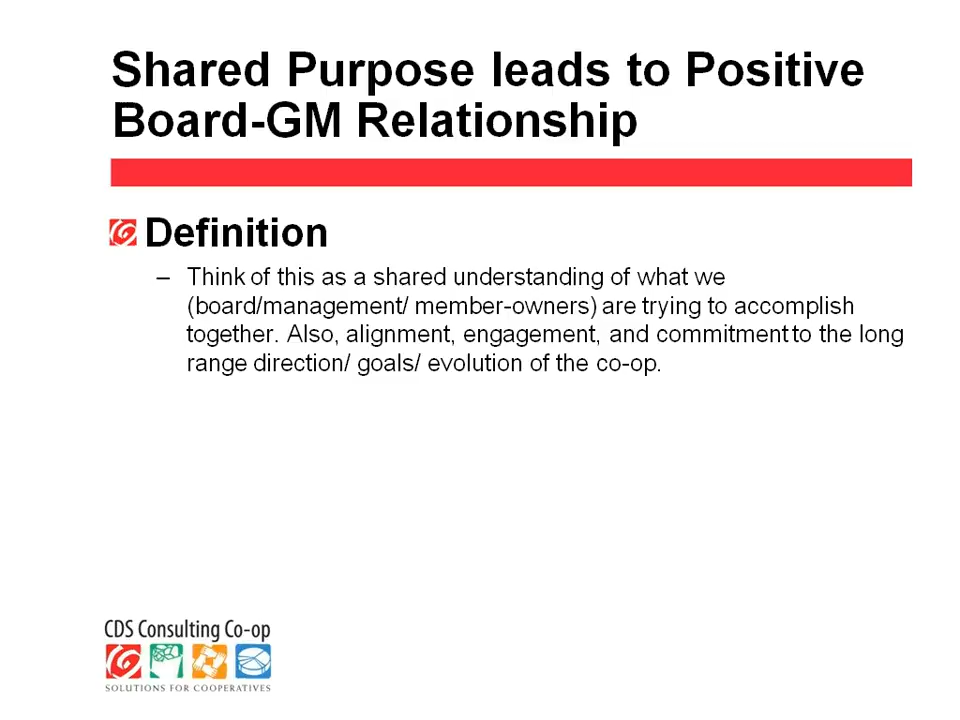 Shared Purpose leads to Positive
Board-GM Relationship
Definition
– Think of this as a shared understanding of what we
(board/management/ member-owners) are trying to accomplish
together. Also, alignment, engagement, and commitment to the long
range direction/ goals/ evolution of the co-op.
CDS Consulting Co-op
SOLUTIONS FOR COOPERATIVES